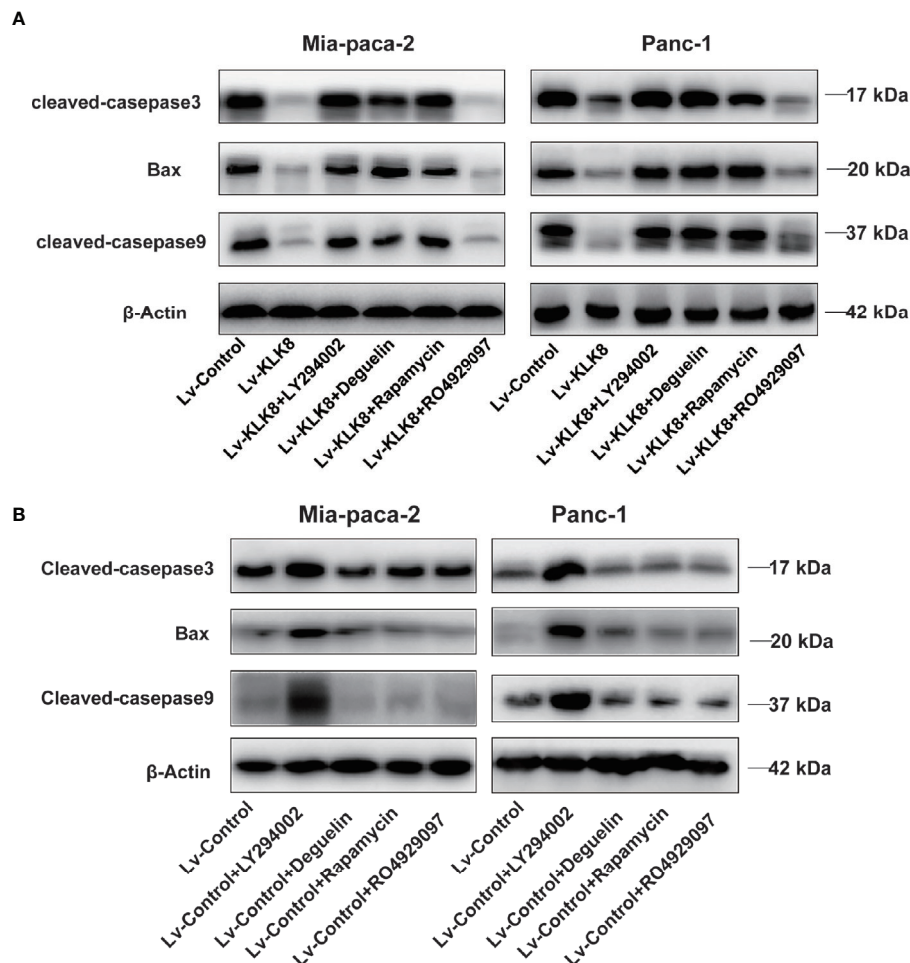 A
Mia-paca-2
Panc-1
cleaved-casepase3
17 kDa
Bax
20 kDa
cleaved-casepase9
37 kDa
β-Actin
42 kDa
Lv-Control
Lv-KLK8
Lv-KLK8+LY294002
Lv-KLK8+Deguelin
Lv-KLK8+Rapamycin
Lv-KLK8+RO4929097
Lv-Control
Lv-KLK8
Lv-KLK8+LY294002
Lv-KLK8+Deguelin
Lv-KLK8+Rapamycin
Lv-KLK8+RO4929097
B
Mia-paca-2
Panc-1
Cleaved-casepase3
17 kDa
Bax
20 kDa
Cleaved-casepase9
37 kDa
β-Actin
42 kDa
Lv-Control
Lv-Control+LY294002
Lv-Control+Deguelin
Lv-Control+Rapamycin
Lv-Control+RO4929097
Lv-Control
Lv-Control+LY294002
Lv-Control+Deguelin
Lv-Control+Rapamycin
Lv-Control+RO4929097